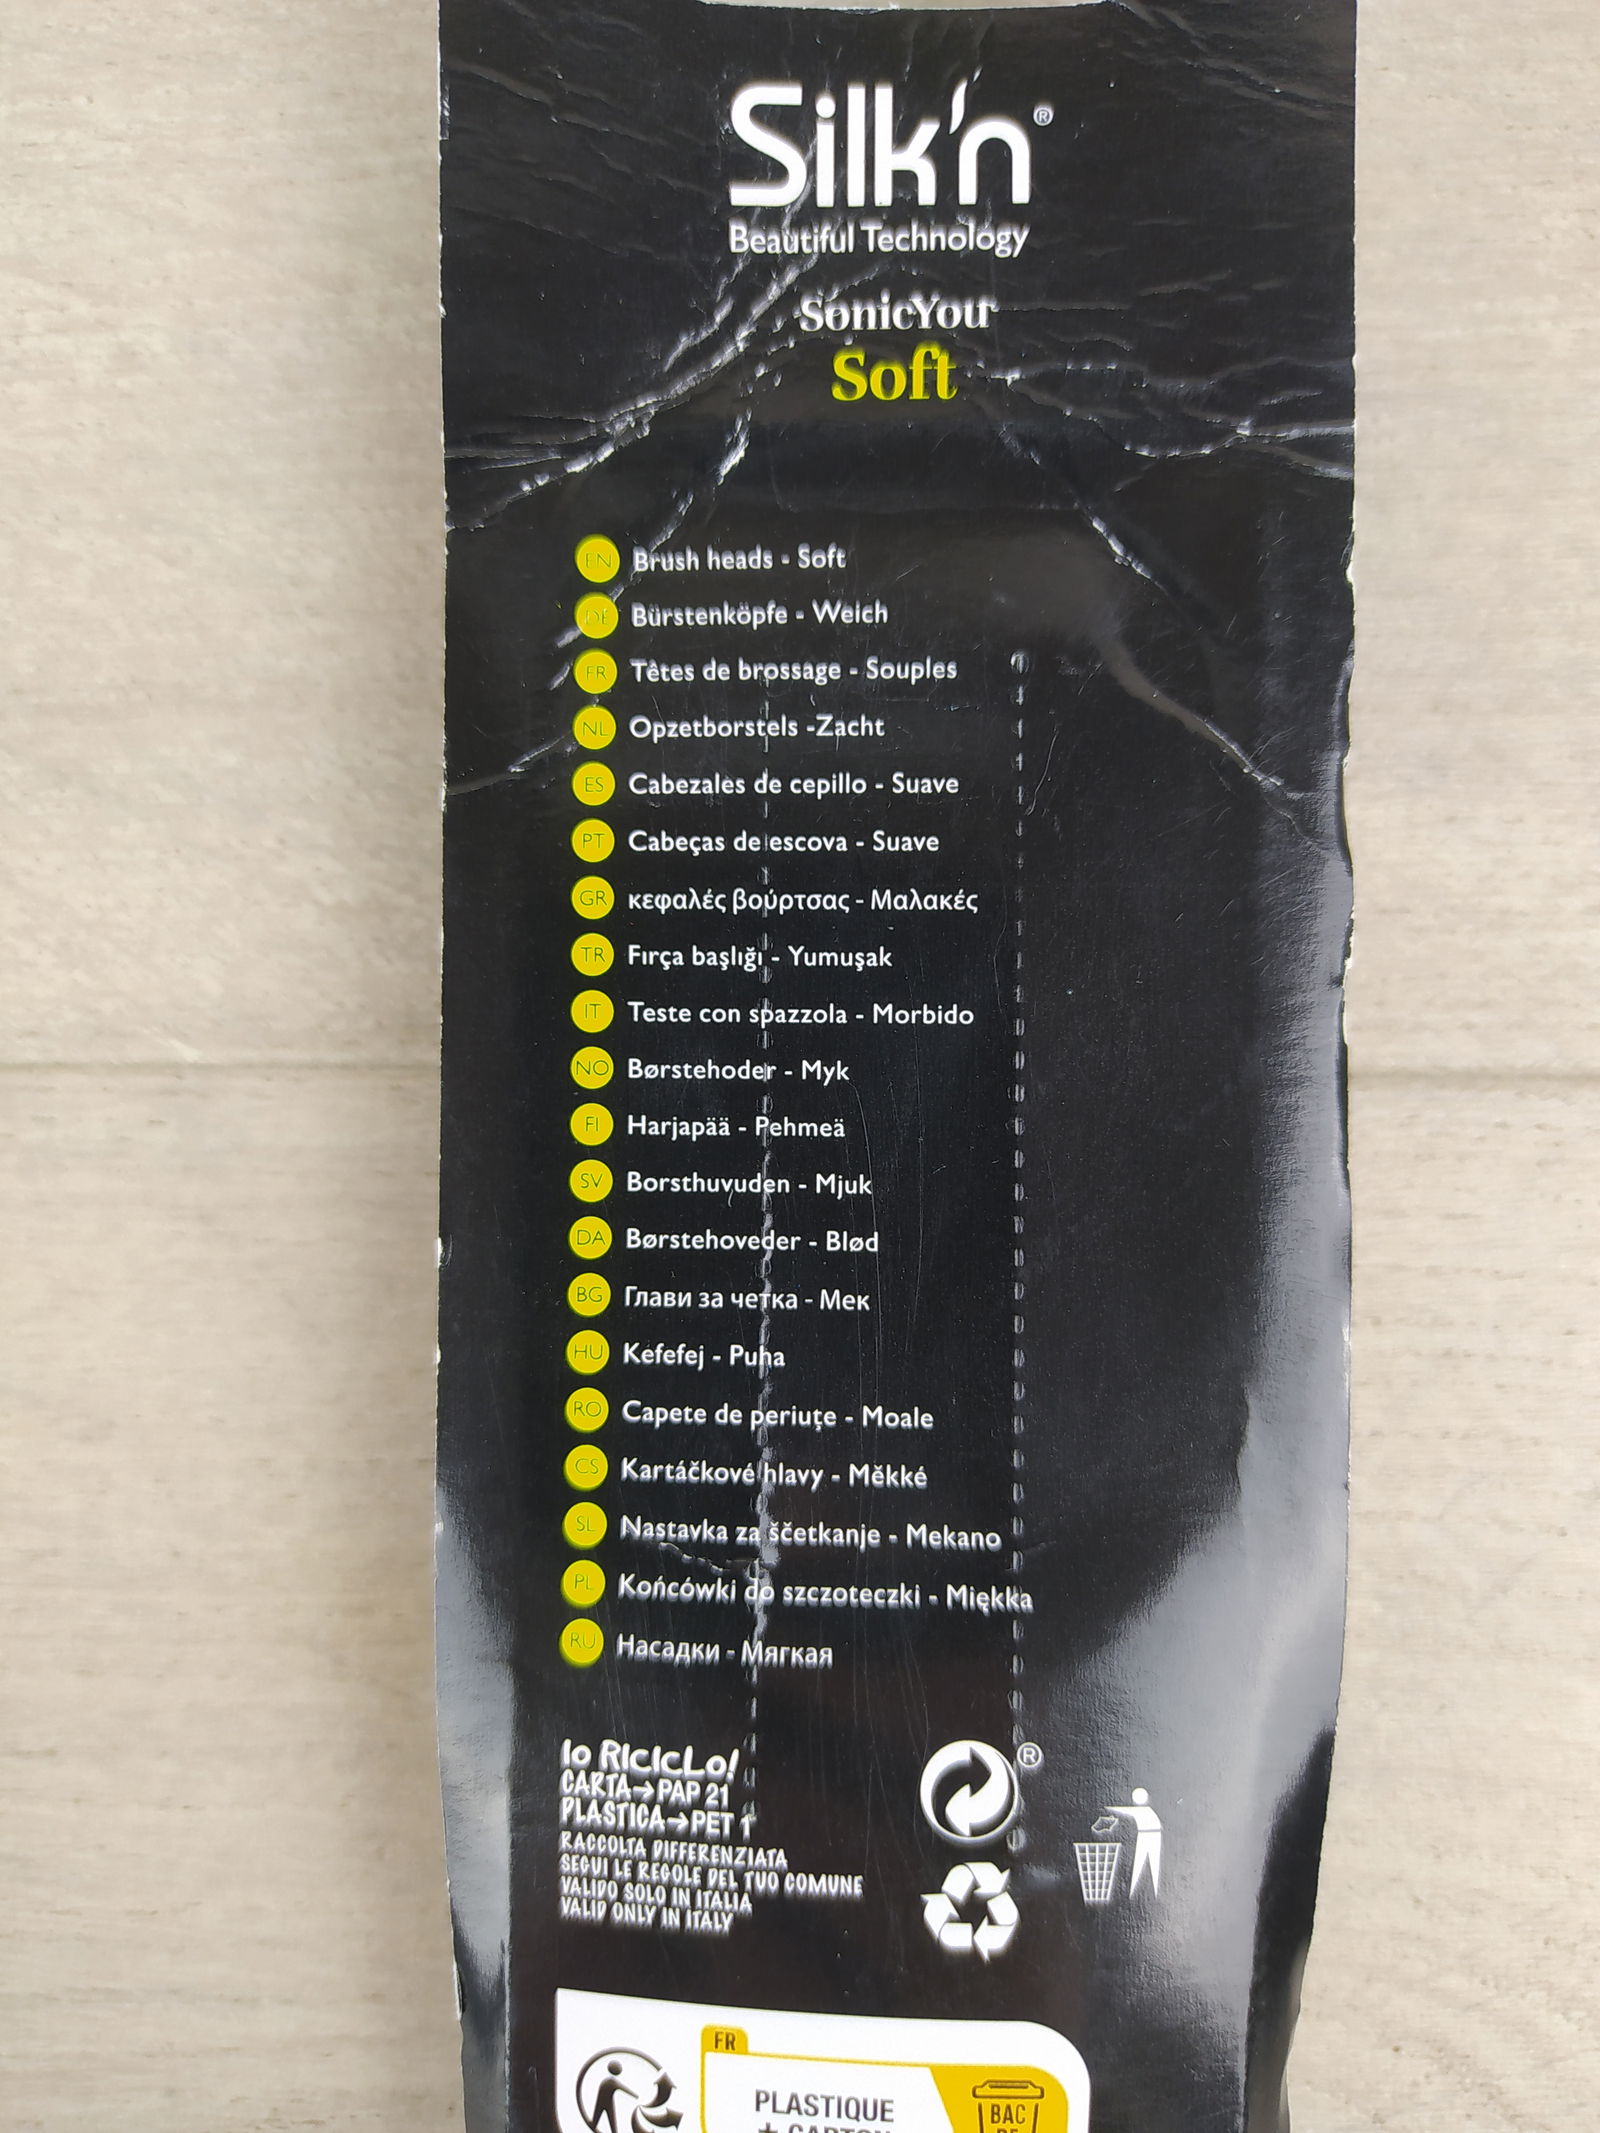 Silk'n®
Beautiful Technology
SonicYou
Soft
EN Brush heads - Soft
DE Bürstenköpfe - Weich
FR Têtes de brossage - Souples
NL Opzetborstels -Zacht
ES Cabezales de cepillo - Suave
PT Cabeças de escova - Suave
GR κεφαλές βούρτσας - Μαλακές
TR Fırça başlığı - Yumuşak
IT Teste con spazzola - Morbido
NO Børstehoder - Myk
FI Harjapää - Pehmeä
SV Borsthuvuden - Mjuk
DA Børstehoveder - Blød
BG Глави за четка - Мек
HU Kefefej - Puha
RO Capete de periuțe - Moale
CS Kartáčkové hlavy - Měkké
SL Nastavka za ščetkanje - Mekano
PL Końcówki do szczoteczki - Miękka
RU Насадки - Мягкая
Io RICICLO!
CARTA→PAP 21
PLASTICA→PET 1
RACCOLTA DIFFERENZIATA
SEGUI LE REGOLE DEL TUO COMUNE
VALIDO SOLO IN ITALIA
VALID ONLY IN ITALY
®
FR
PLASTIQUE
+ CARTON
BAC
DE